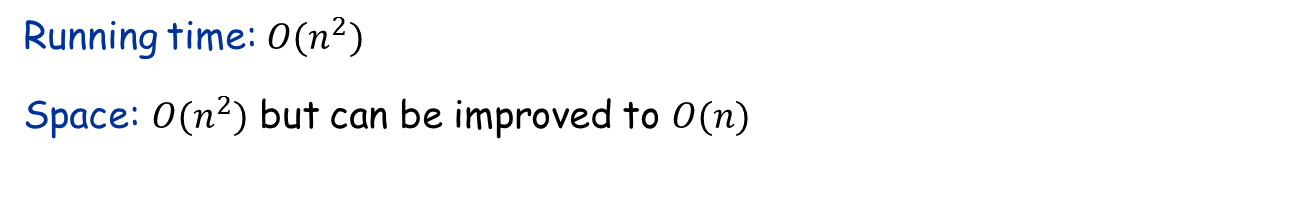 Running time: O(n²)
Space: O(n²) but can be improved to O(n)